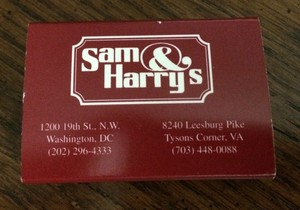 Sam &
Harry's
1200 19th St., N.W.
Washington, DC
(202) 296-4333
8240 Leesburg Pike
Tysons Corner, VA
(703) 448-0088